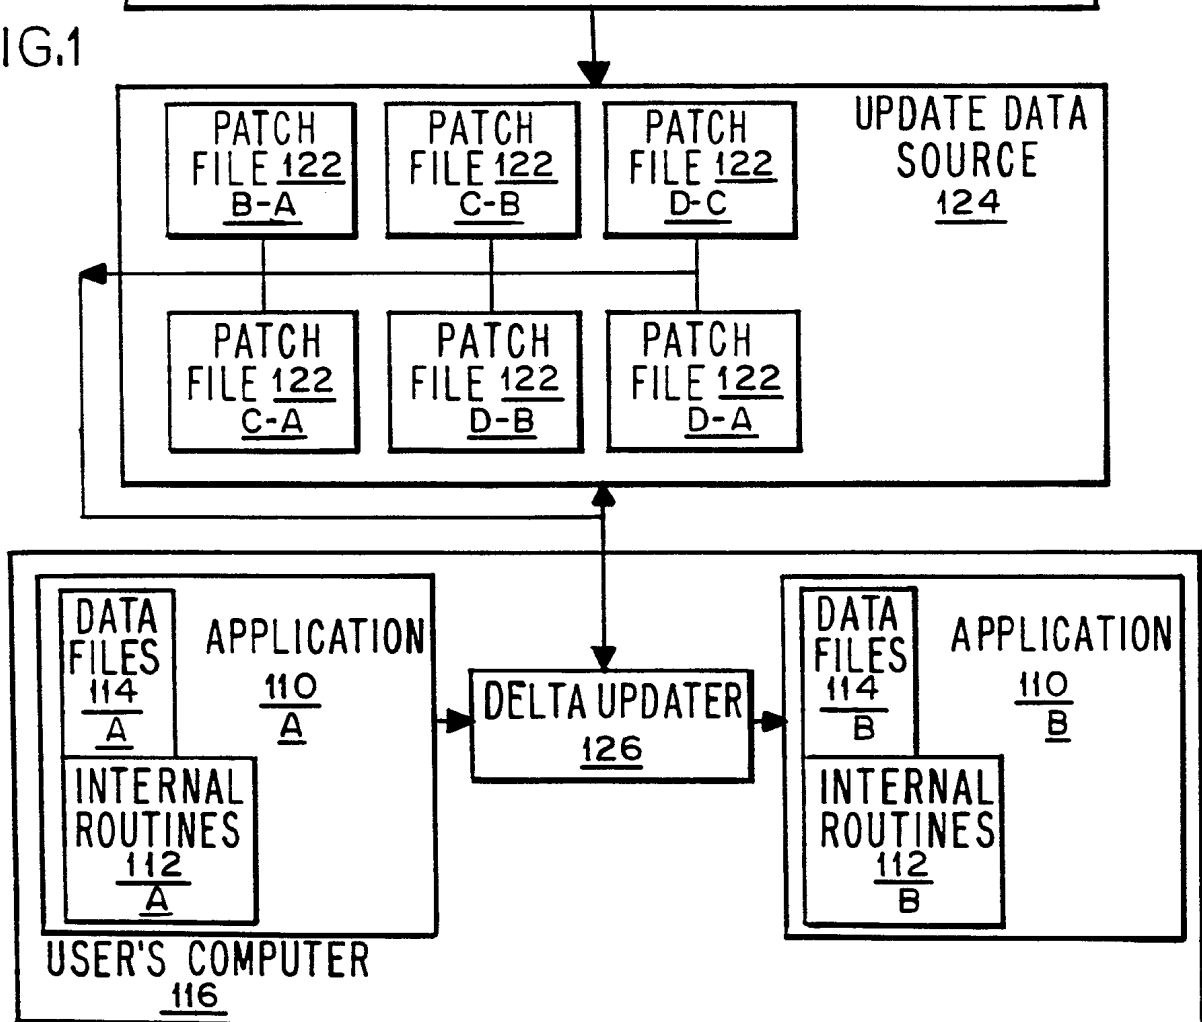 IG.1
UPDATE DATA
SOURCE
124
PATCH
FILE 122
B-A
PATCH
FILE 122
C-B
PATCH
FILE 122
D-C
PATCH
FILE 122
C-A
PATCH
FILE 122
D-B
PATCH
FILE 122
D-A
DATA
FILES
114
A
APPLICATION
110
A
INTERNAL
ROUTINES
112
A
DELTA UPDATER
126
DATA
FILES
114
B
APPLICATION
110
B
INTERNAL
ROUTINES
112
B
USER'S COMPUTER
116